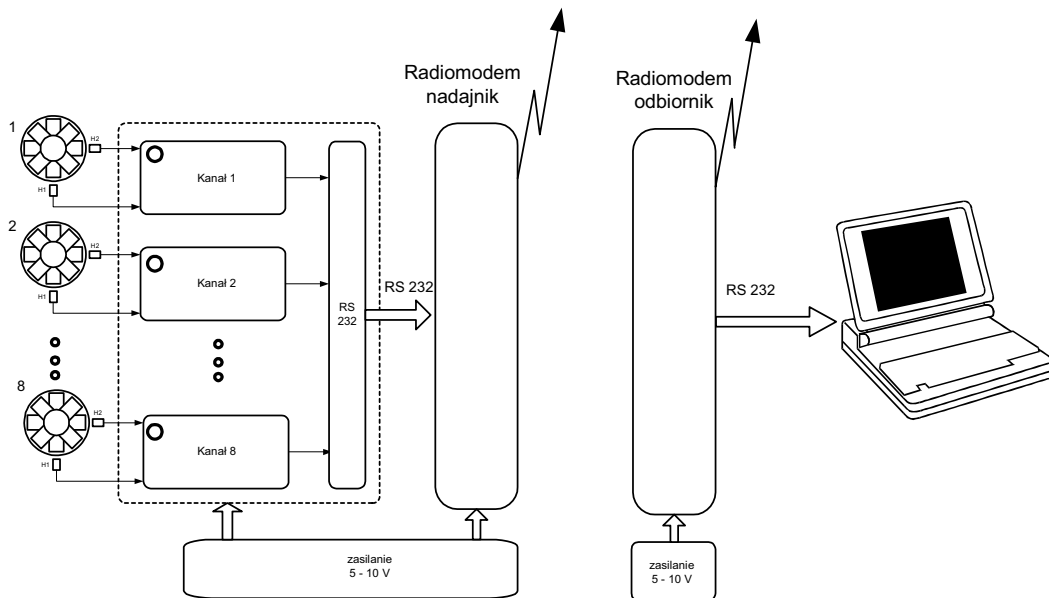 Radiomodem
nadajnik
Radiomodem
odbiornik
1
H2
H1
Kanał 1
2
H2
H1
Kanał 2
RS
232
RS 232
RS 232
8
H2
H1
Kanał 8
zasilanie
5 - 10 V
zasilanie
5 - 10 V